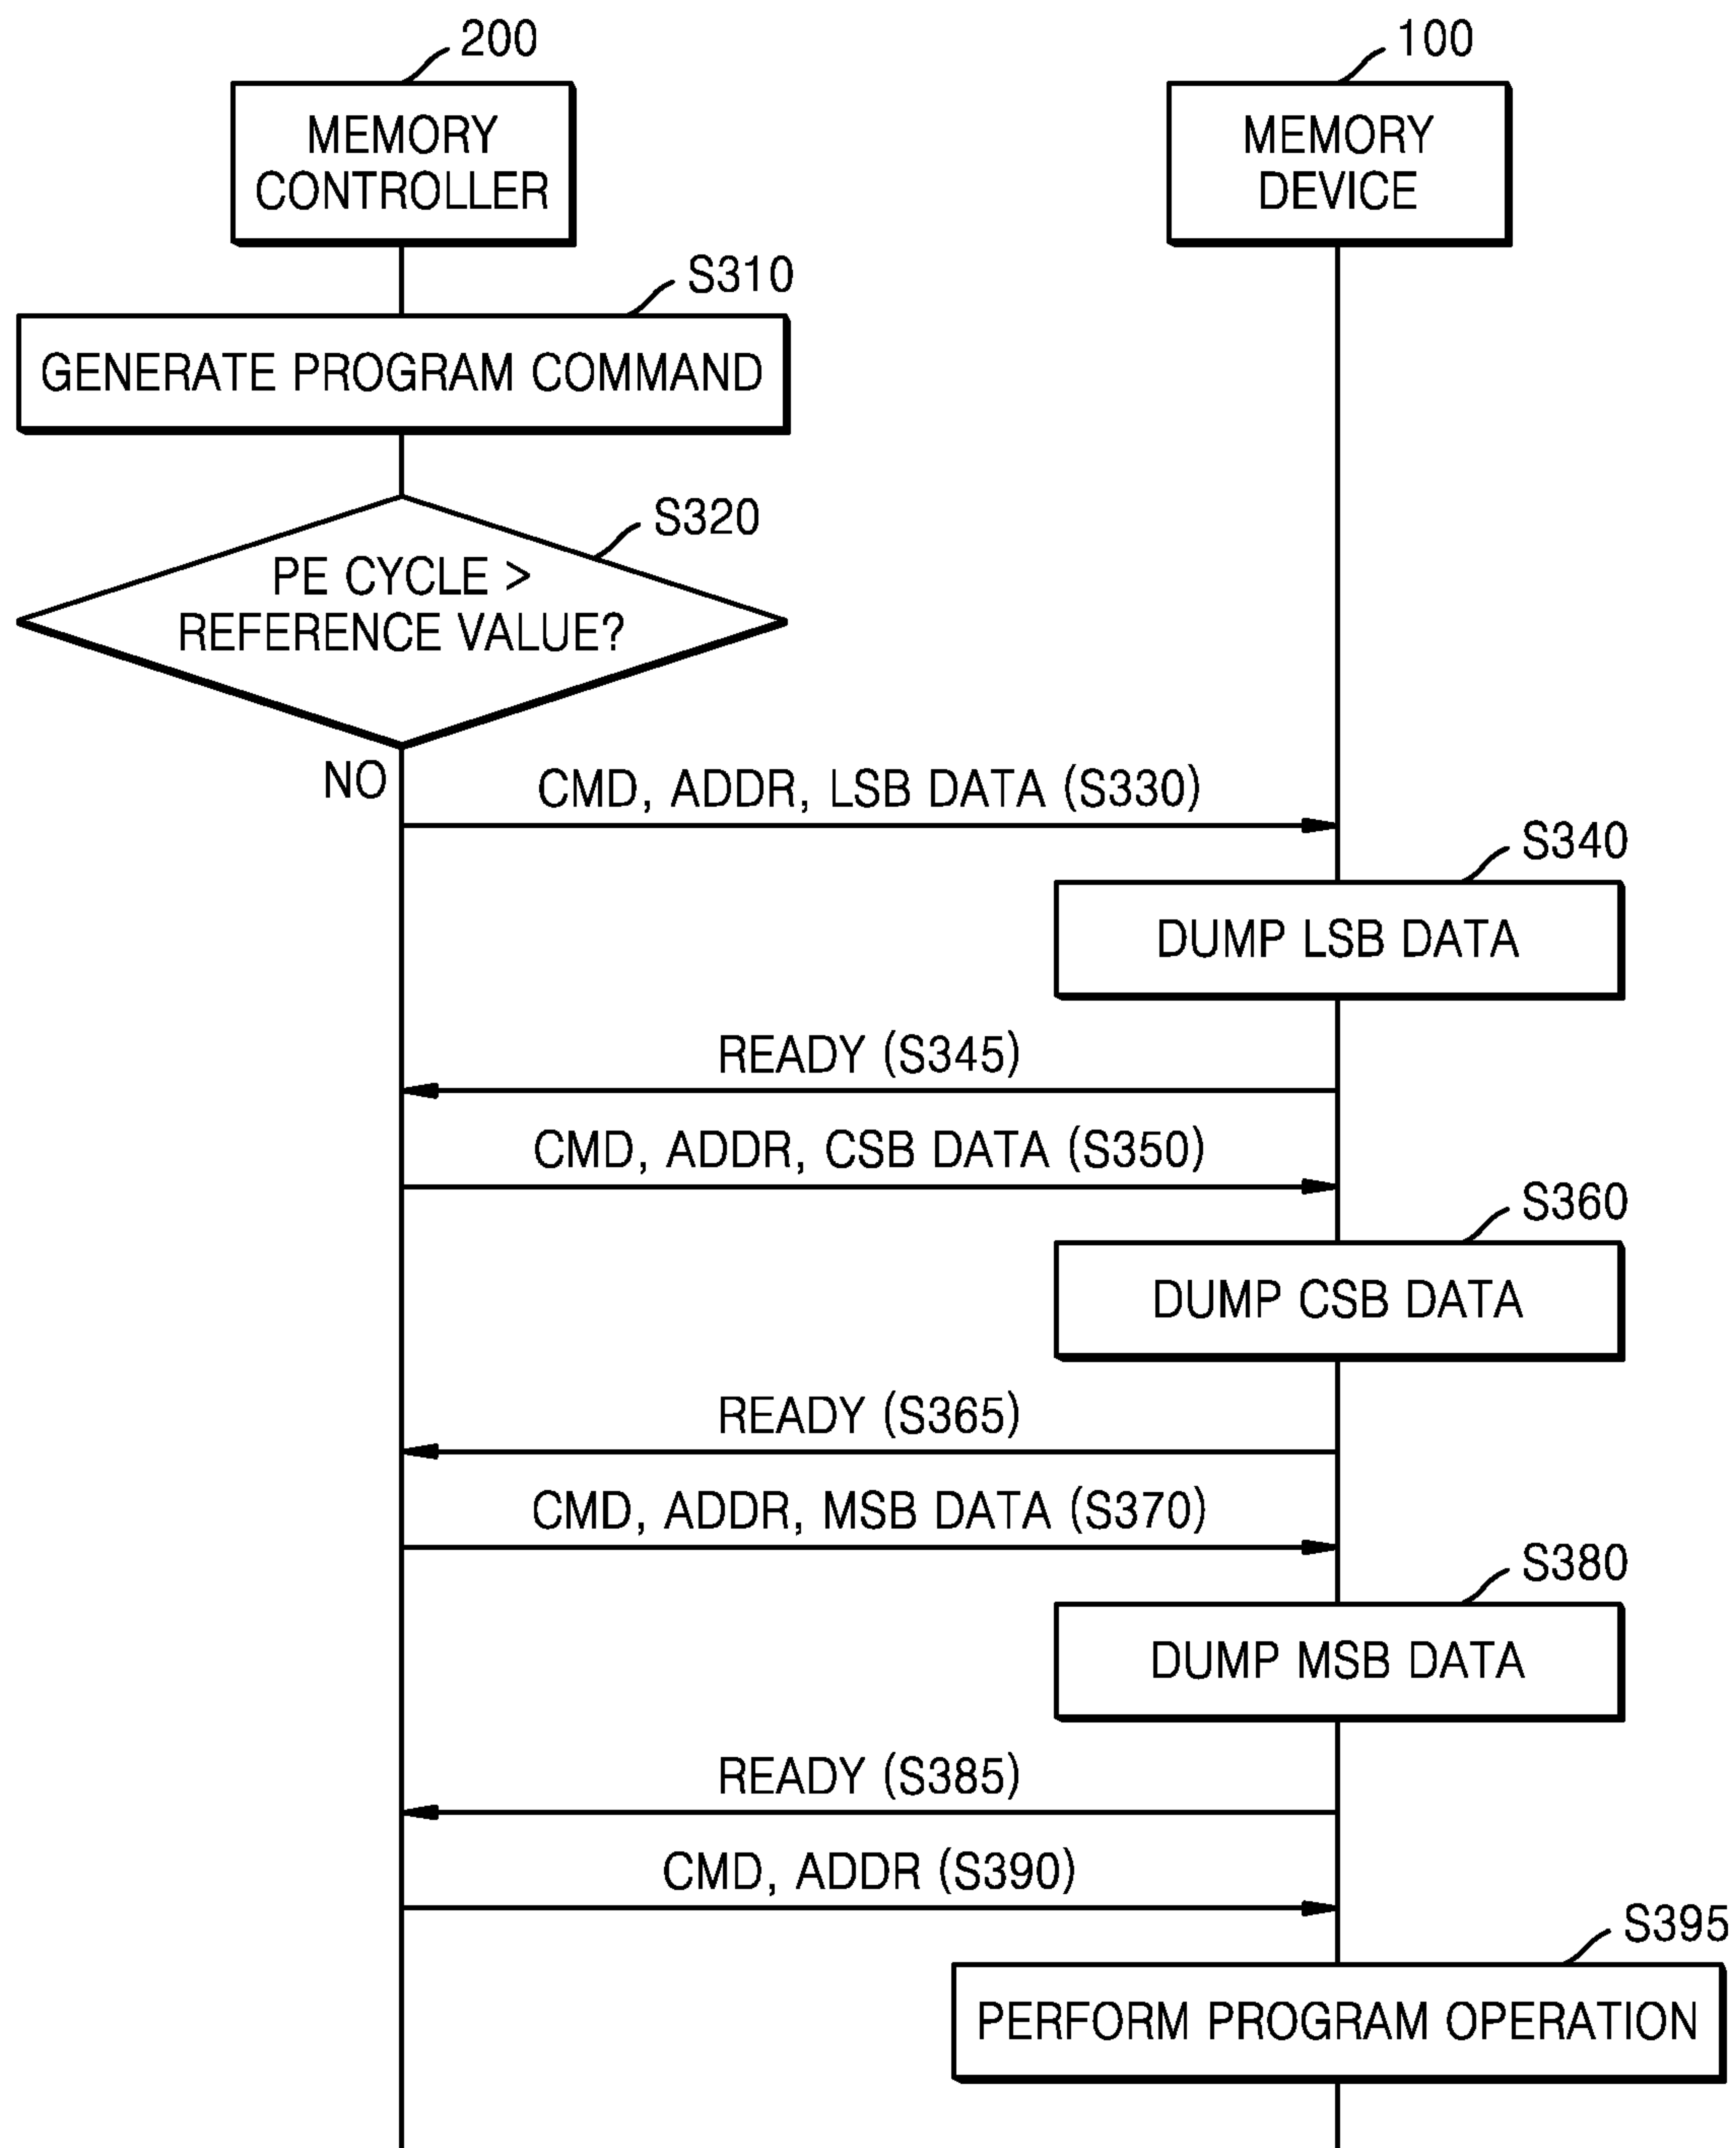 200
100
MEMORY
CONTROLLER
MEMORY
DEVICE
S310
GENERATE PROGRAM COMMAND
S320
PE CYCLE >
REFERENCE VALUE?
NO
CMD, ADDR, LSB DATA (S330)
S340
DUMP LSB DATA
READY (S345)
CMD, ADDR, CSB DATA (S350)
S360
DUMP CSB DATA
READY (S365)
CMD, ADDR, MSB DATA (S370)
S380
DUMP MSB DATA
READY (S385)
CMD, ADDR (S390)
S395
PERFORM PROGRAM OPERATION